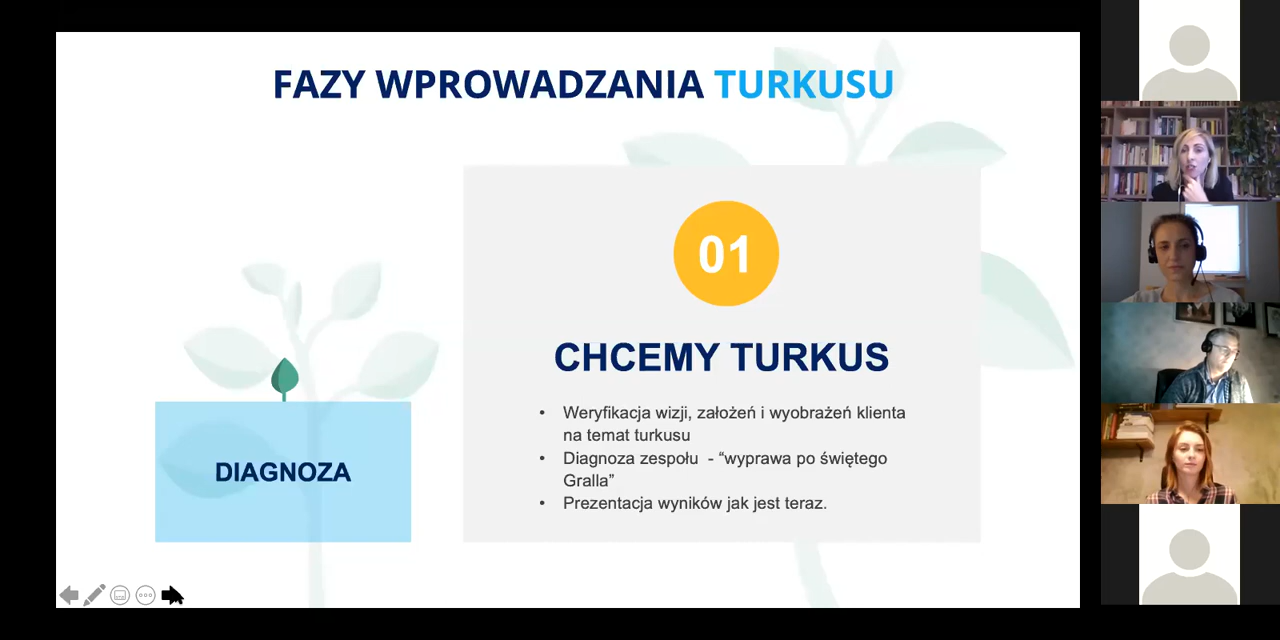 FAZY WPROWADZANIA TURKUSU
01
CHCEMY TURKUS
• Weryfikacja wizji, założeń i wyobrażeń klienta
na temat turkusu
• Diagnoza zespołu - “wyprawa po świętego
Gralla”
• Prezentacja wyników jak jest teraz.
DIAGNOZA